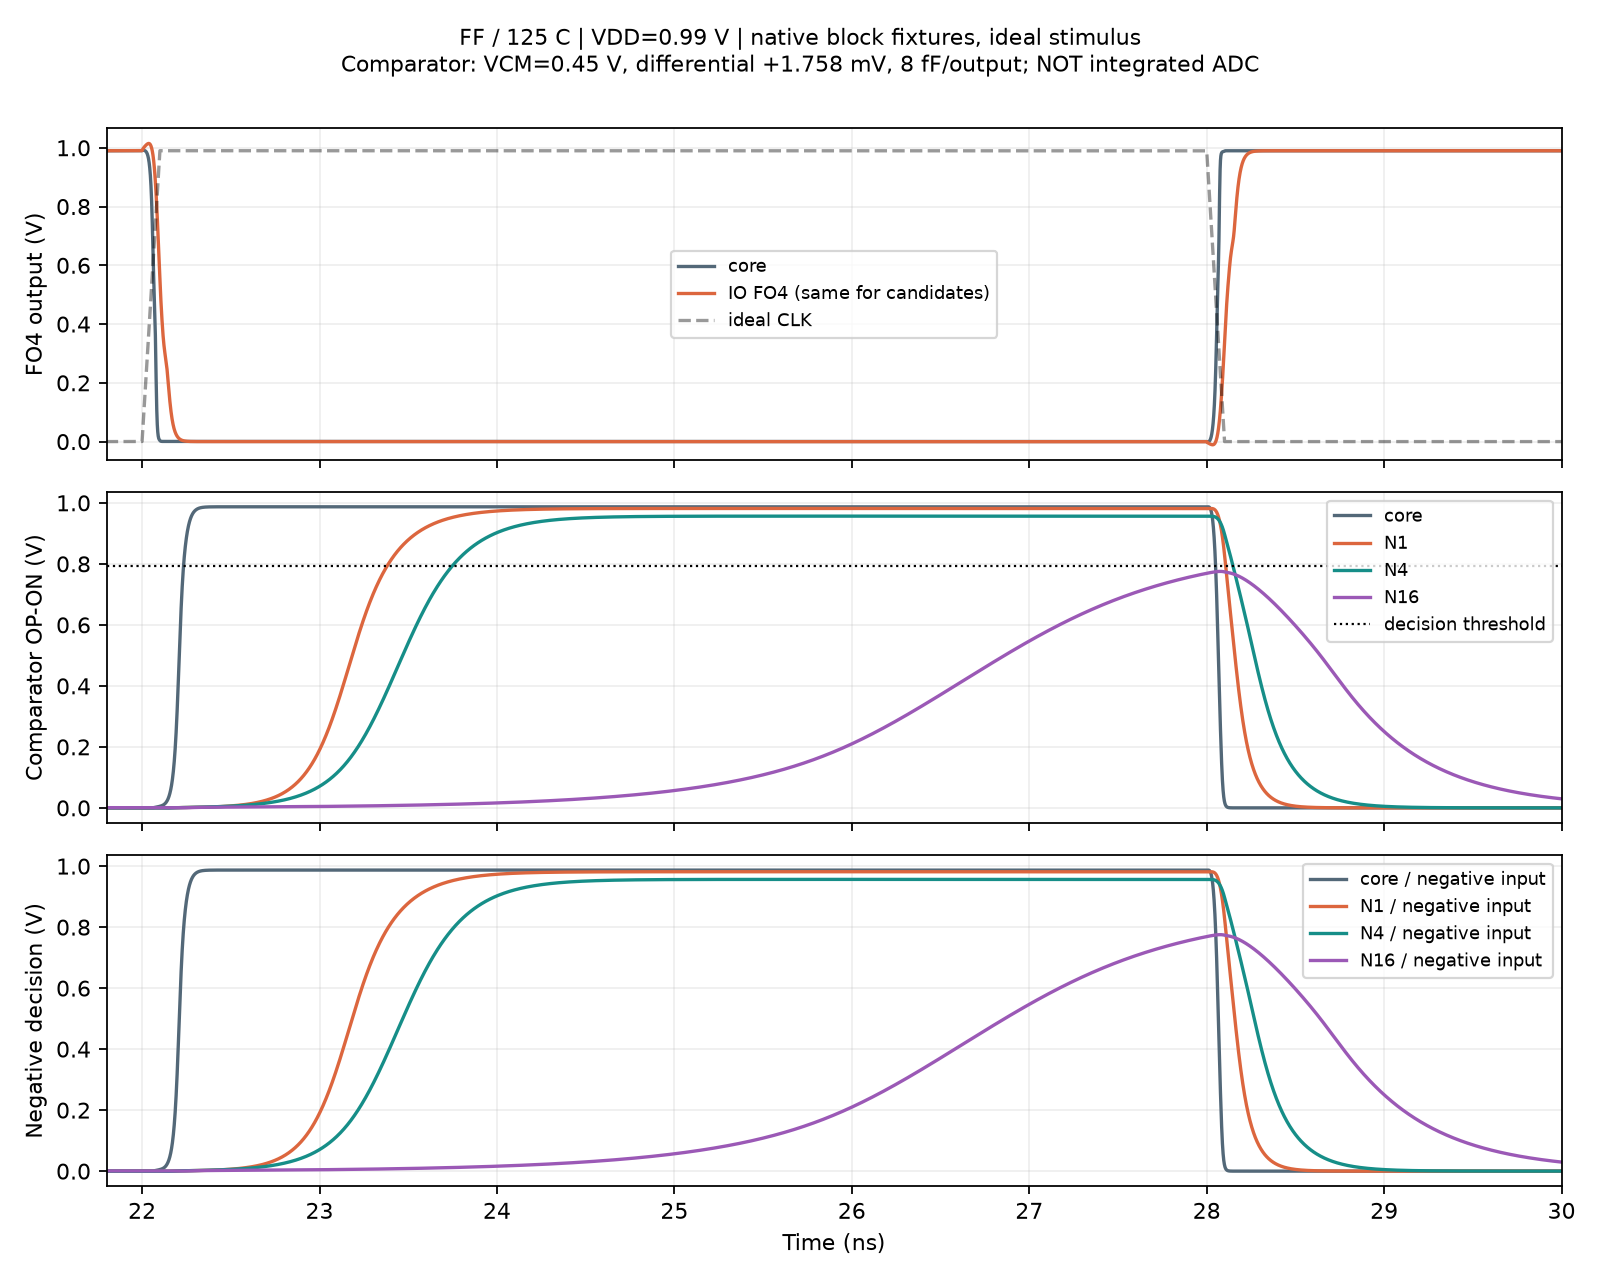 FF / 125 C | VDD=0.99 V | native block fixtures, ideal stimulus
Comparator: VCM=0.45 V, differential +1.758 mV, 8 fF/output; NOT integrated ADC
FO4 output (V)
1.0
0.8
0.6
0.4
0.2
0.0
core
IO FO4 (same for candidates)
ideal CLK
Comparator OP-ON (V)
1.0
0.8
0.6
0.4
0.2
0.0
core
N1
N4
N16
decision threshold
Negative decision (V)
1.0
0.8
0.6
0.4
0.2
0.0
core / negative input
N1 / negative input
N4 / negative input
N16 / negative input
22 23 24 25 26 27 28 29 30
Time (ns)